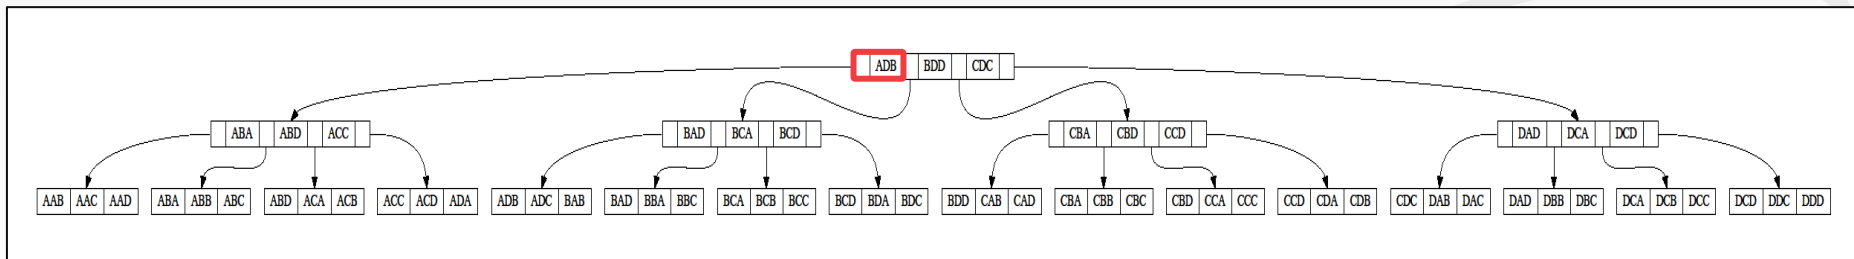 ADB BDD CDC
ABA ABD ACC BAD BCA BCD CBA CBD CCD DAD DCA DCD
AAB AAC AAD ABA ABB ABC ABD ACA ACB ACC ACD ADA ADB ADC BAB BAD BBA BBC BCA BCB BCC BCD BDA BDC BDD CAB CAD CBA CBB CBC CBD CCA CCC CCD CDA CDB CDC DAB DAC DAD DBB DBC DCA DCB DCC DCD DDC DDD